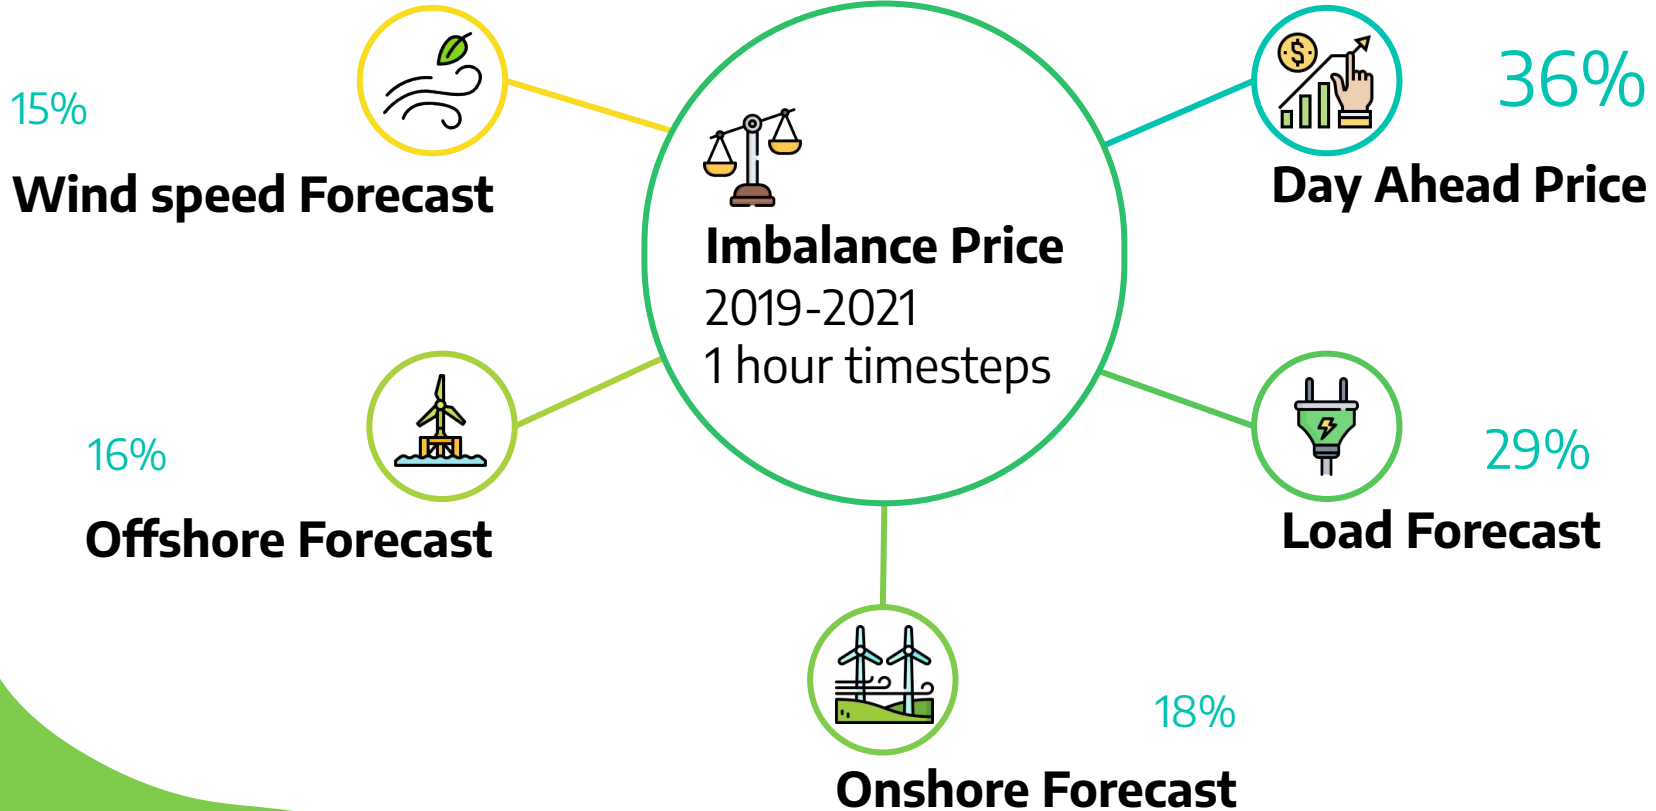 15%
Wind speed Forecast
36%
Day Ahead Price
$
Imbalance Price
2019-2021
1 hour timesteps
16%
Offshore Forecast
29%
Load Forecast
18%
Onshore Forecast